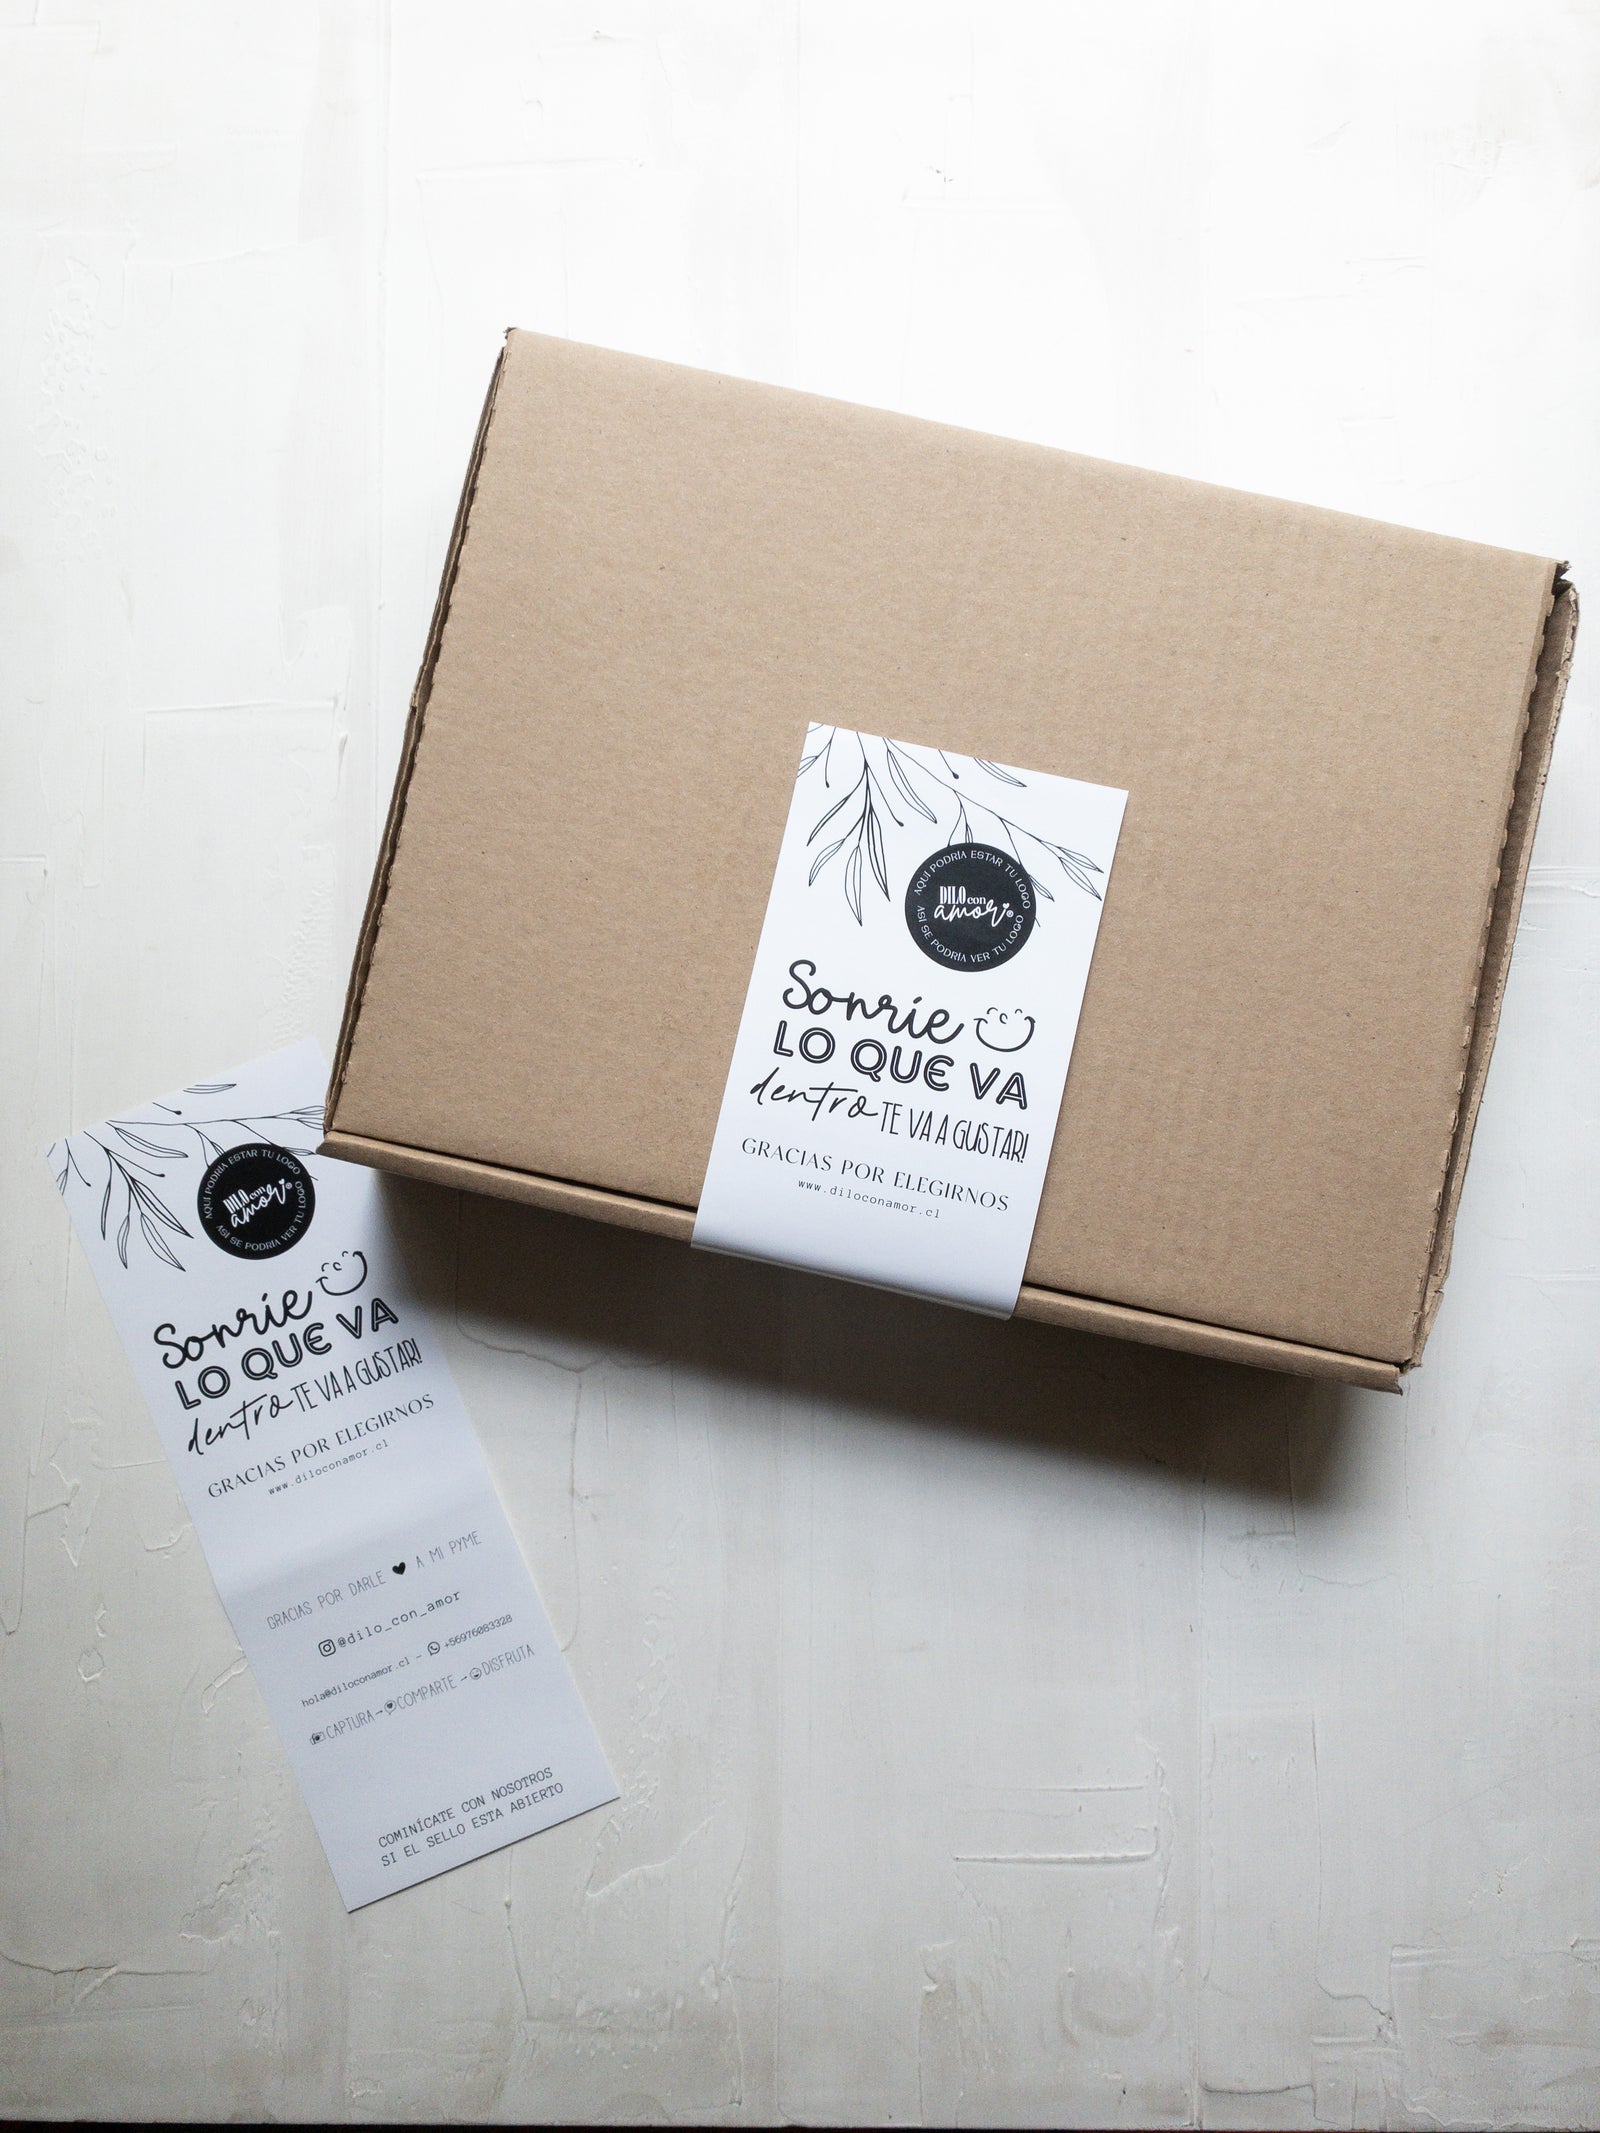 AQUÍ PODRÍA ESTAR TU LOGO
DILO con
amor®
ASÍ SE PODRÍA VER TU LOGO
Sonríe
LO QUE VA
dentro TE VA A GUSTAR!
GRACIAS POR ELEGIRNOS
www.diloconamor.cl
AQUÍ PODRÍA ESTAR TU LOGO
DILO con
amor®
ASÍ SE PODRÍA VER TU LOGO
Sonríe
LO QUE VA
dentro TE VA A GUSTAR!
GRACIAS POR ELEGIRNOS
www.diloconamor.cl
GRACIAS POR DARLE ♥ A MI PYME
@dilo_con_amor
hola@diloconamor.cl - +56976083328
CAPTURA→COMPARTE→DISFRUTA
COMINÍCATE CON NOSOTROS
SI EL SELLO ESTA ABIERTO